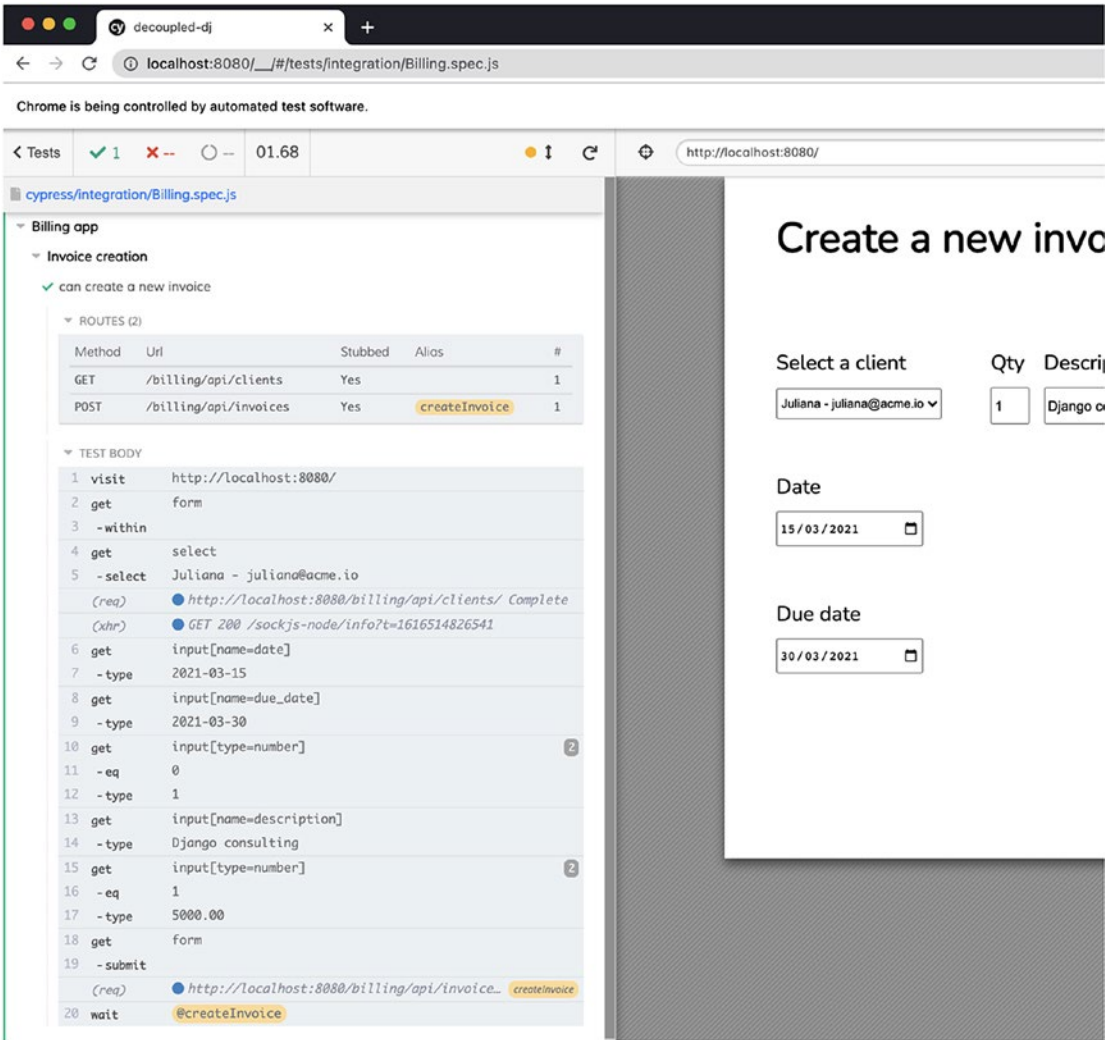 decoupled-dj
localhost:8080/__/#/tests/integration/Billing.spec.js
Chrome is being controlled by automated test software.
< Tests ✔ 1 ✖ -- -- 01.68
http://localhost:8080/
cypress/integration/Billing.spec.js
Billing app
Invoice creation
can create a new invoice
ROUTES (2)
Method Url Stubbed Alias #
GET /billing/api/clients Yes 1
POST /billing/api/invoices Yes createInvoice 1
TEST BODY
1 visit http://localhost:8080/
2 get form
3 -within
4 get select
5 -select Juliana - juliana@acme.io
(req) http://localhost:8080/billing/api/clients/ Complete
(xhr) GET 200 /sockjs-node/info?t=1616514826541
6 get input[name=date]
7 -type 2021-03-15
8 get input[name=due_date]
9 -type 2021-03-30
10 get input[type=number] 2
11 -eq 0
12 -type 1
13 get input[name=description]
14 -type Django consulting
15 get input[type=number] 2
16 -eq 1
17 -type 5000.00
18 get form
19 -submit
(req) http://localhost:8080/billing/api/invoice… createInvoice
20 wait @createInvoice
Create a new invo
Select a client Qty Descrip
Juliana - juliana@acme.io 1 Django co
Date
15/03/2021
Due date
30/03/2021